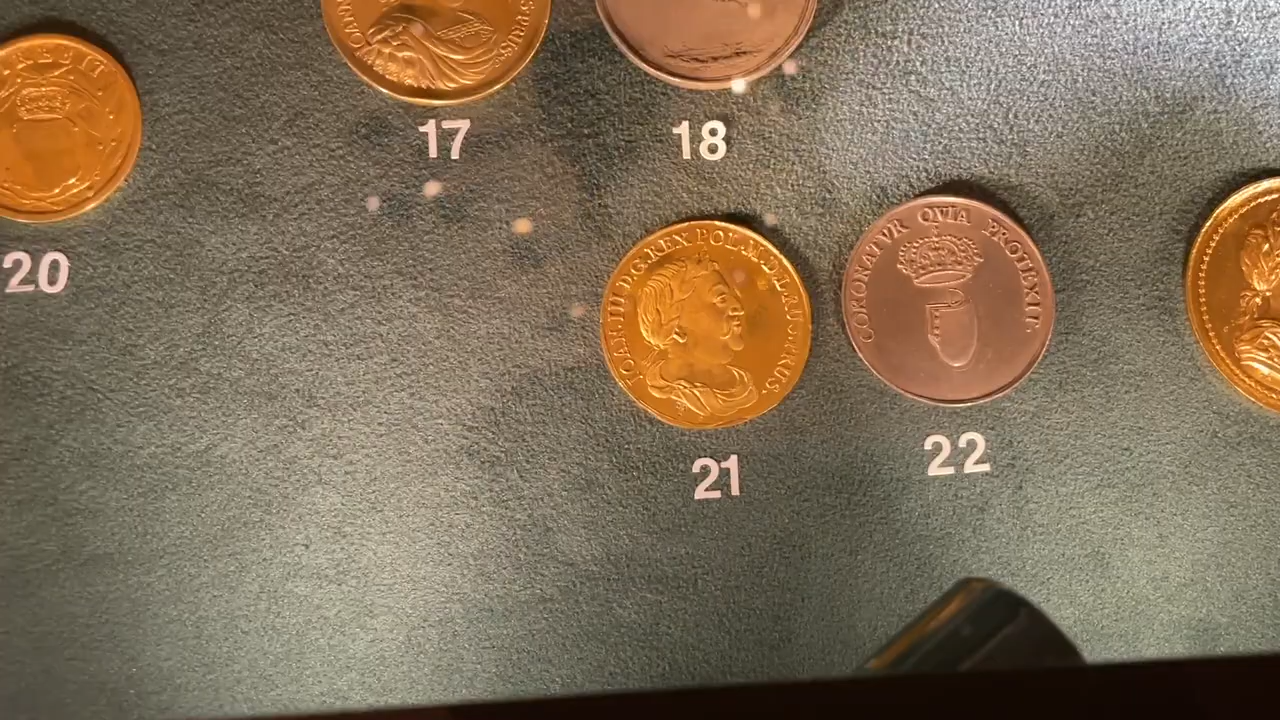 17
18
20
IOAN·III·D·G·REX POL·M·D·L·RUS·PRUS·
CORONATVR QVIA PROTEXIT·
21
22